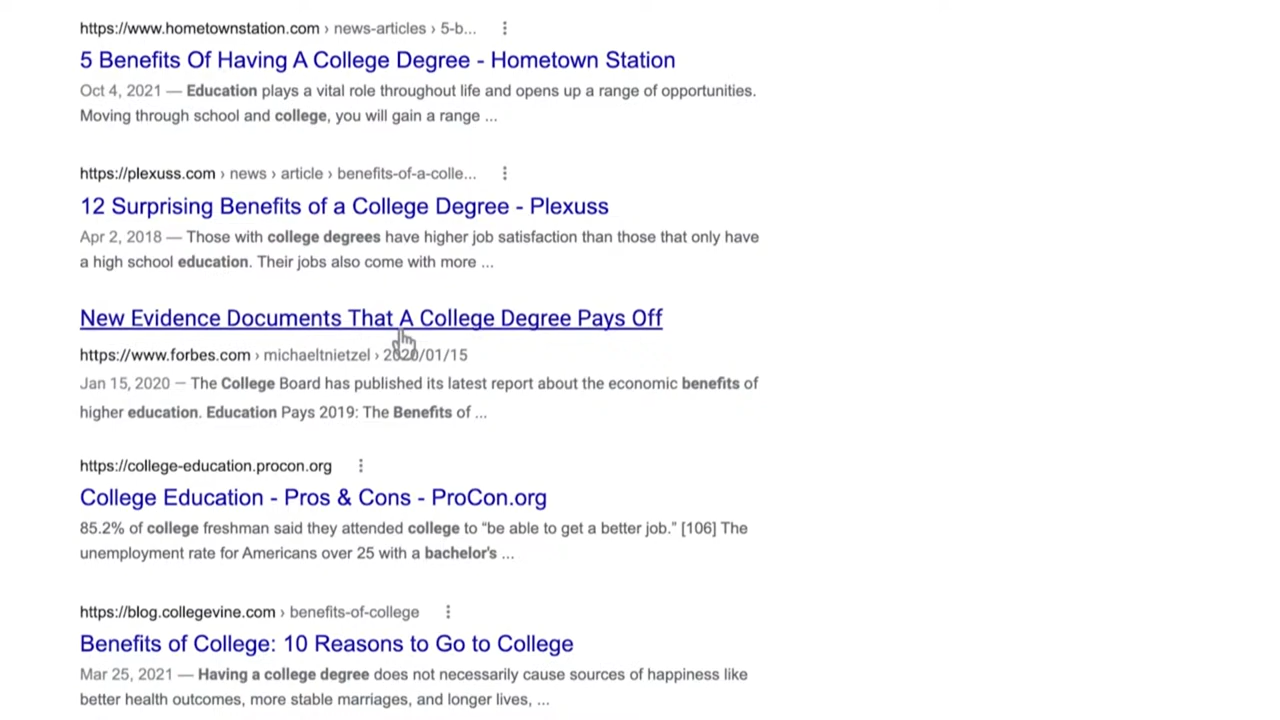 https://www.hometownstation.com › news-articles › 5-b...
5 Benefits Of Having A College Degree - Hometown Station
Oct 4, 2021 — Education plays a vital role throughout life and opens up a range of opportunities.
Moving through school and college, you will gain a range ...
https://plexuss.com › news › article › benefits-of-a-colle...
12 Surprising Benefits of a College Degree - Plexuss
Apr 2, 2018 — Those with college degrees have higher job satisfaction than those that only have
a high school education. Their jobs also come with more ...
New Evidence Documents That A College Degree Pays Off
https://www.forbes.com › michaeltnietzel › 2020/01/15
Jan 15, 2020 – The College Board has published its latest report about the economic benefits of
higher education. Education Pays 2019: The Benefits of ...
https://college-education.procon.org
College Education - Pros & Cons - ProCon.org
85.2% of college freshman said they attended college to “be able to get a better job.” [106] The
unemployment rate for Americans over 25 with a bachelor's ...
https://blog.collegevine.com › benefits-of-college
Benefits of College: 10 Reasons to Go to College
Mar 25, 2021 — Having a college degree does not necessarily cause sources of happiness like
better health outcomes, more stable marriages, and longer lives, ...